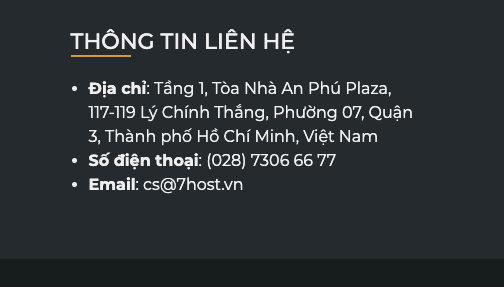 THÔNG TIN LIÊN HỆ
• Địa chỉ: Tầng 1, Tòa Nhà An Phú Plaza,
117-119 Lý Chính Thắng, Phường 07, Quận
3, Thành phố Hồ Chí Minh, Việt Nam
• Số điện thoại: (028) 7306 66 77
• Email: cs@7host.vn